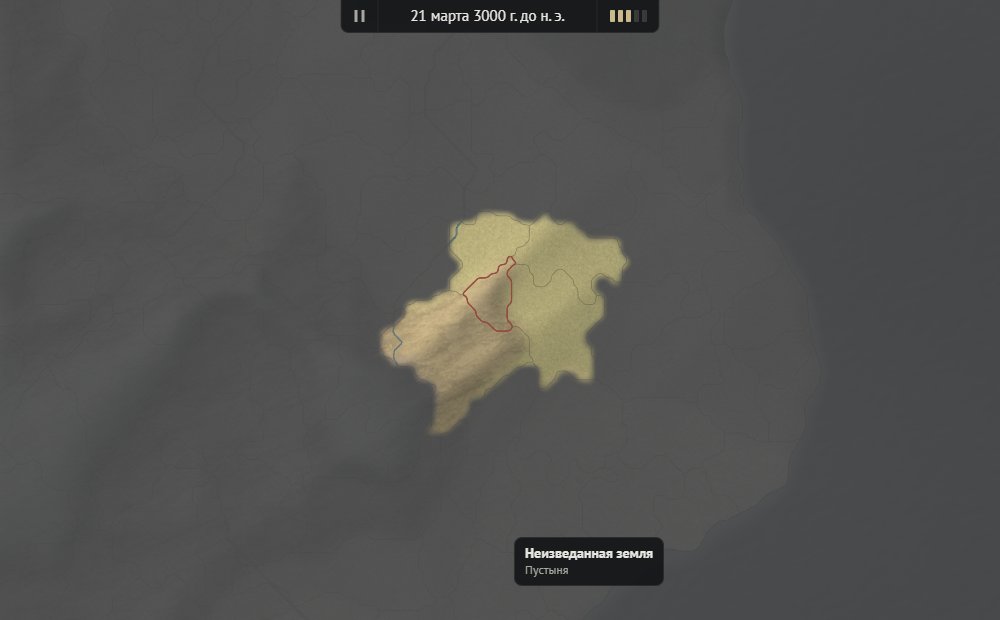 21 марта 3000 г. до н. э.
Неизведанная земля
Пустыня